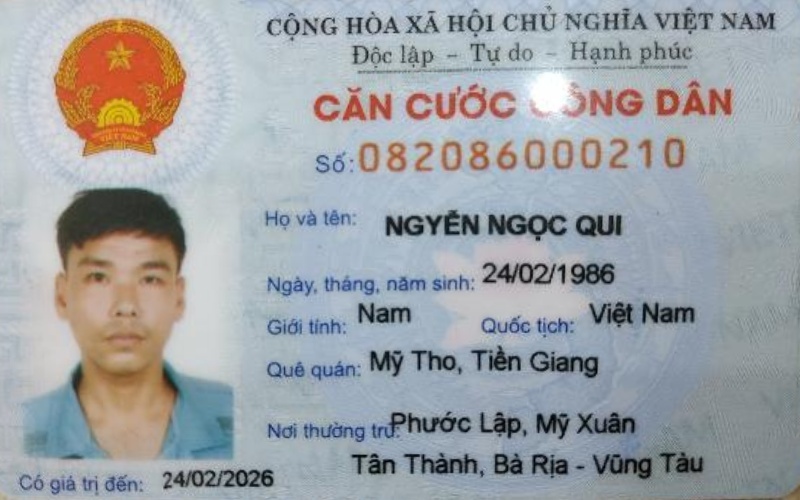 CỘNG HÒA XÃ HỘI CHỦ NGHĨA VIỆT NAM
Độc lập - Tự do - Hạnh phúc
CĂN CƯỚC CÔNG DÂN
Số: 082086000210
Họ và tên: NGYỄN NGỌC QUI
Ngày, tháng, năm sinh: 24/02/1986
Giới tính: Nam Quốc tịch: Việt Nam
Quê quán: Mỹ Tho, Tiền Giang
Nơi thường trú: Phước Lập, Mỹ Xuân
Tân Thành, Bà Rịa - Vũng Tàu
Có giá trị đến: 24/02/2026